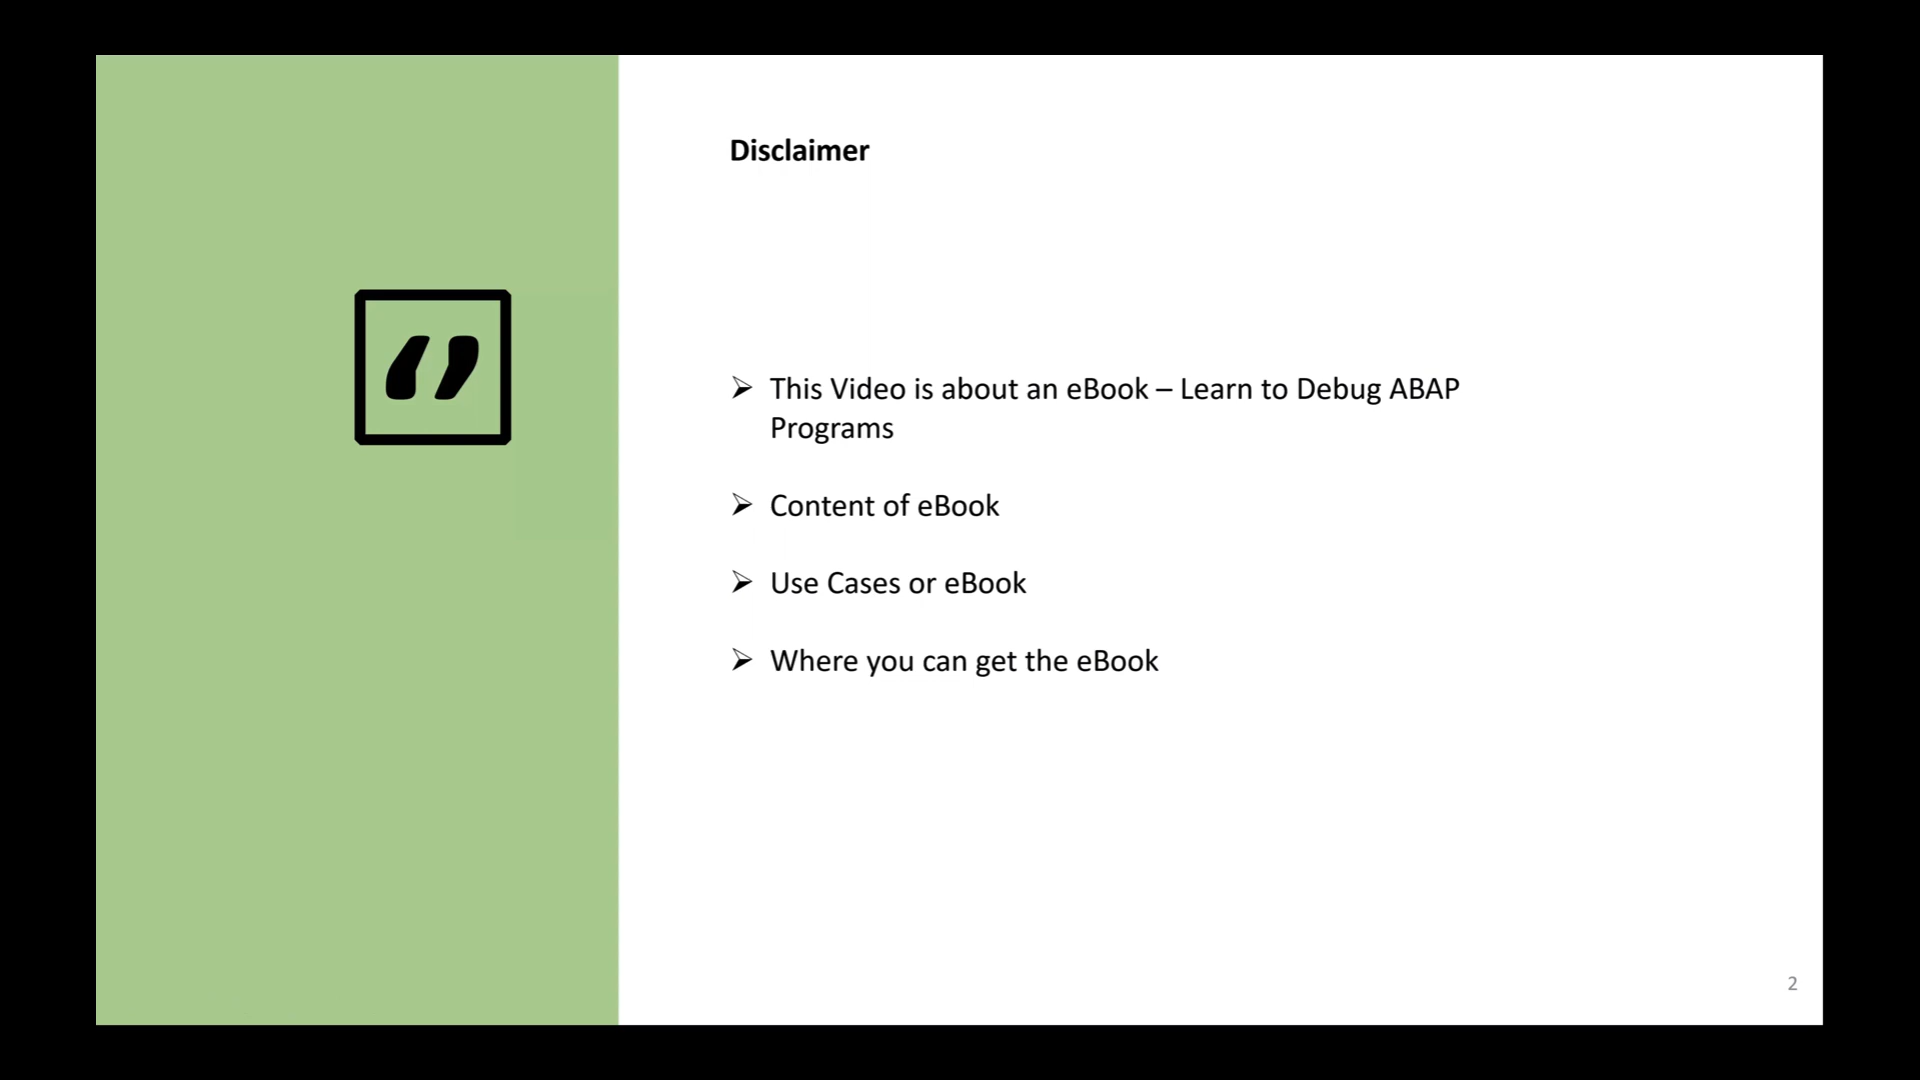 Disclaimer
➢ This Video is about an eBook – Learn to Debug ABAP
Programs
➢ Content of eBook
➢ Use Cases or eBook
➢ Where you can get the eBook
2